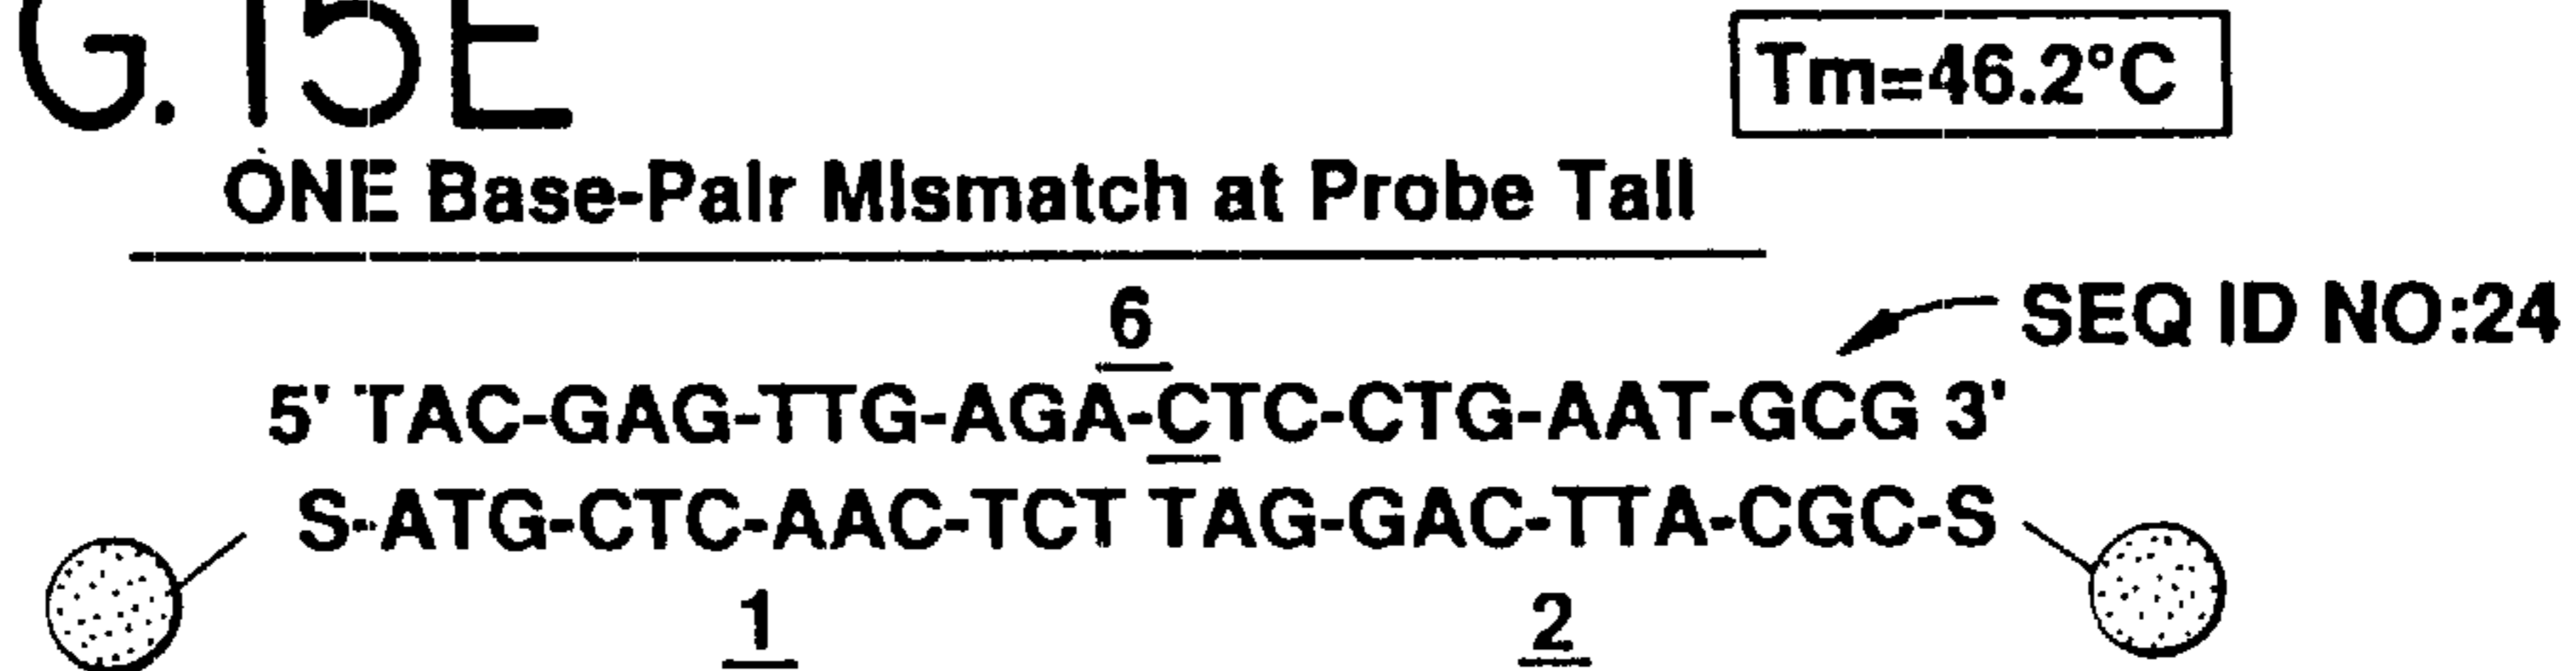 G. 15E
Tm=46.2°C
ONE Base-Pair Mismatch at Probe Tail
6
SEQ ID NO:24
5' TAC-GAG-TTG-AGA-CTC-CTG-AAT-GCG 3'
S-ATG-CTC-AAC-TCT TAG-GAC-TTA-CGC-S
1 2